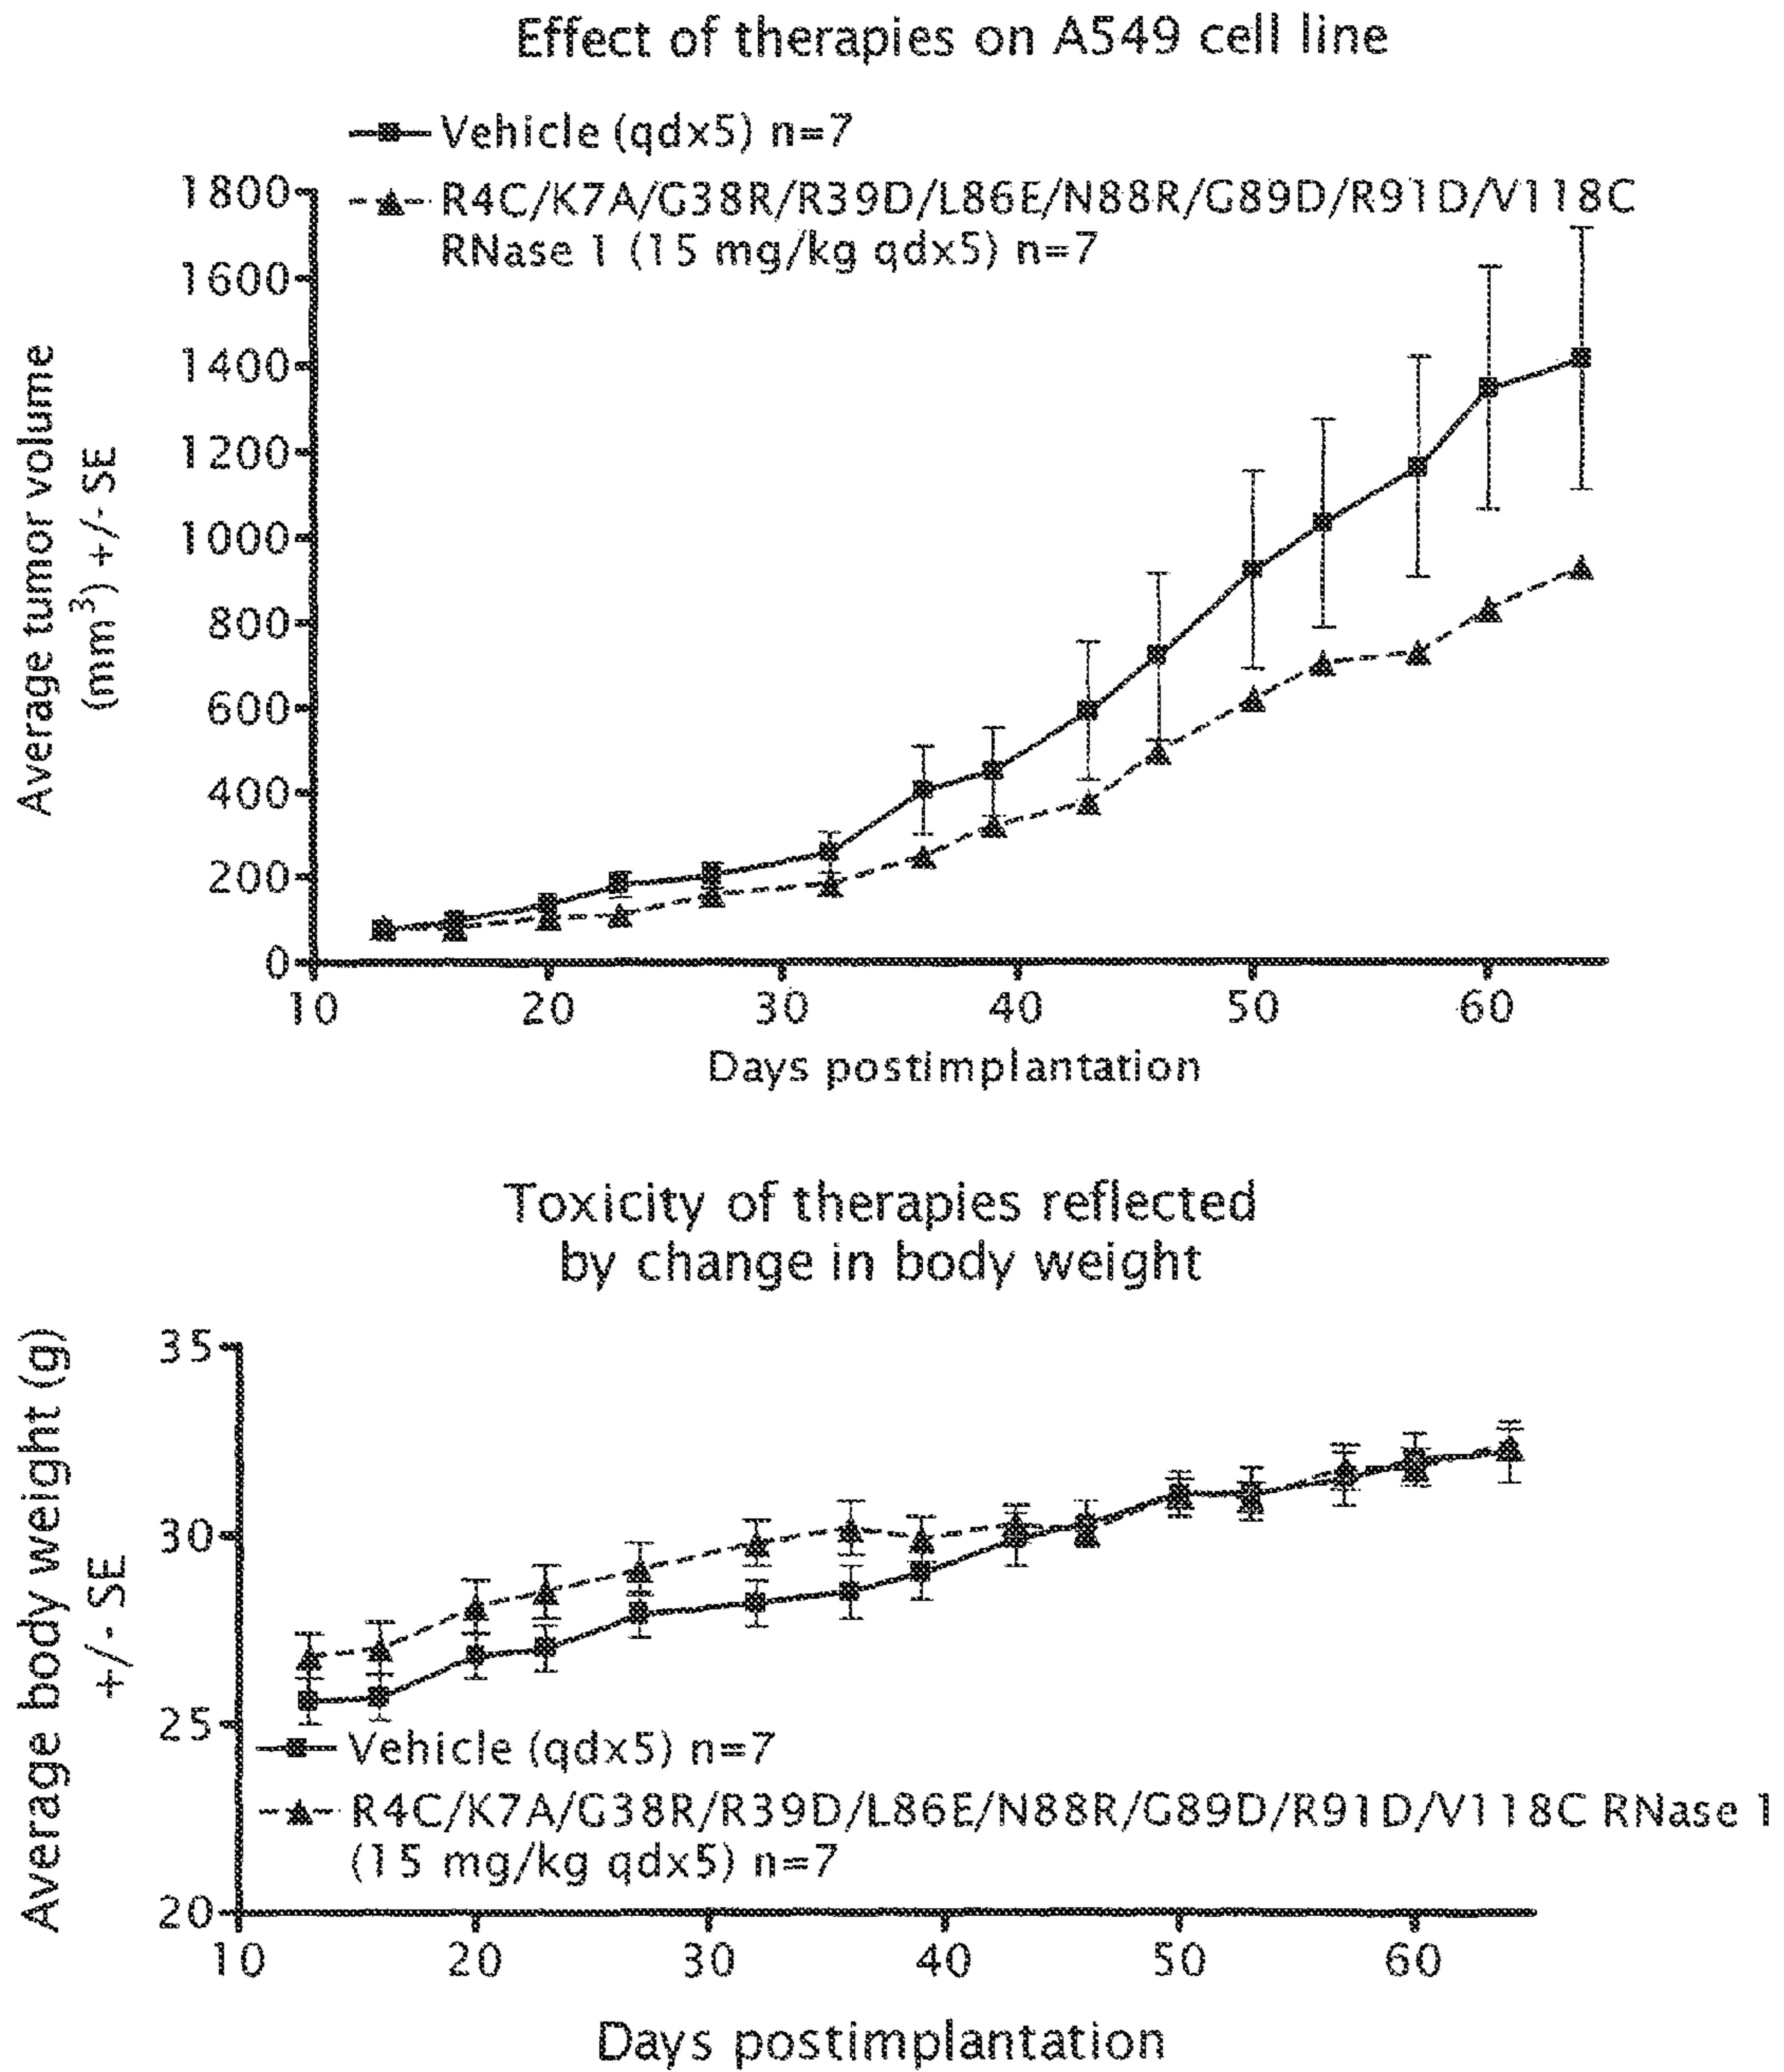 Effect of therapies on A549 cell line
Vehicle (qdx5) n=7
R4C/K7A/G38R/R39D/L86E/N88R/G89D/R91D/V118C
RNase 1 (15 mg/kg qdx5) n=7
Average tumor volume
(mm³) +/- SE
1800
1600
1400
1200
1000
800
600
400
200
0
10 20 30 40 50 60
Days postimplantation
Toxicity of therapies reflected
by change in body weight
Average body weight (g)
+/- SE
35
30
25
20
Vehicle (qdx5) n=7
R4C/K7A/G38R/R39D/L86E/N88R/G89D/R91D/V118C RNase 1
(15 mg/kg qdx5) n=7
10 20 30 40 50 60
Days postimplantation